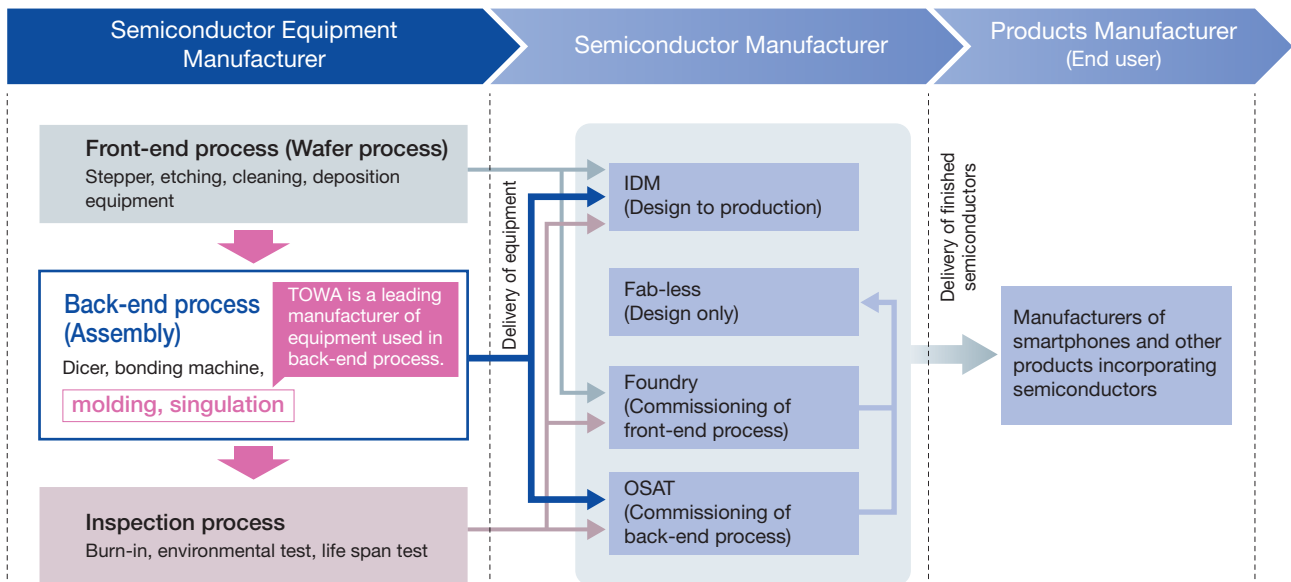 Semiconductor Equipment
Manufacturer
Semiconductor Manufacturer
Products Manufacturer
(End user)
Front-end process (Wafer process)
Stepper, etching, cleaning, deposition
equipment
Back-end process
(Assembly)
Dicer, bonding machine,
molding, singulation
TOWA is a leading
manufacturer of
equipment used in
back-end process.
Inspection process
Burn-in, environmental test, life span test
Delivery of equipment
IDM
(Design to production)
Fab-less
(Design only)
Foundry
(Commissioning of
front-end process)
OSAT
(Commissioning of
back-end process)
Delivery of finished
semiconductors
Manufacturers of
smartphones and other
products incorporating
semiconductors